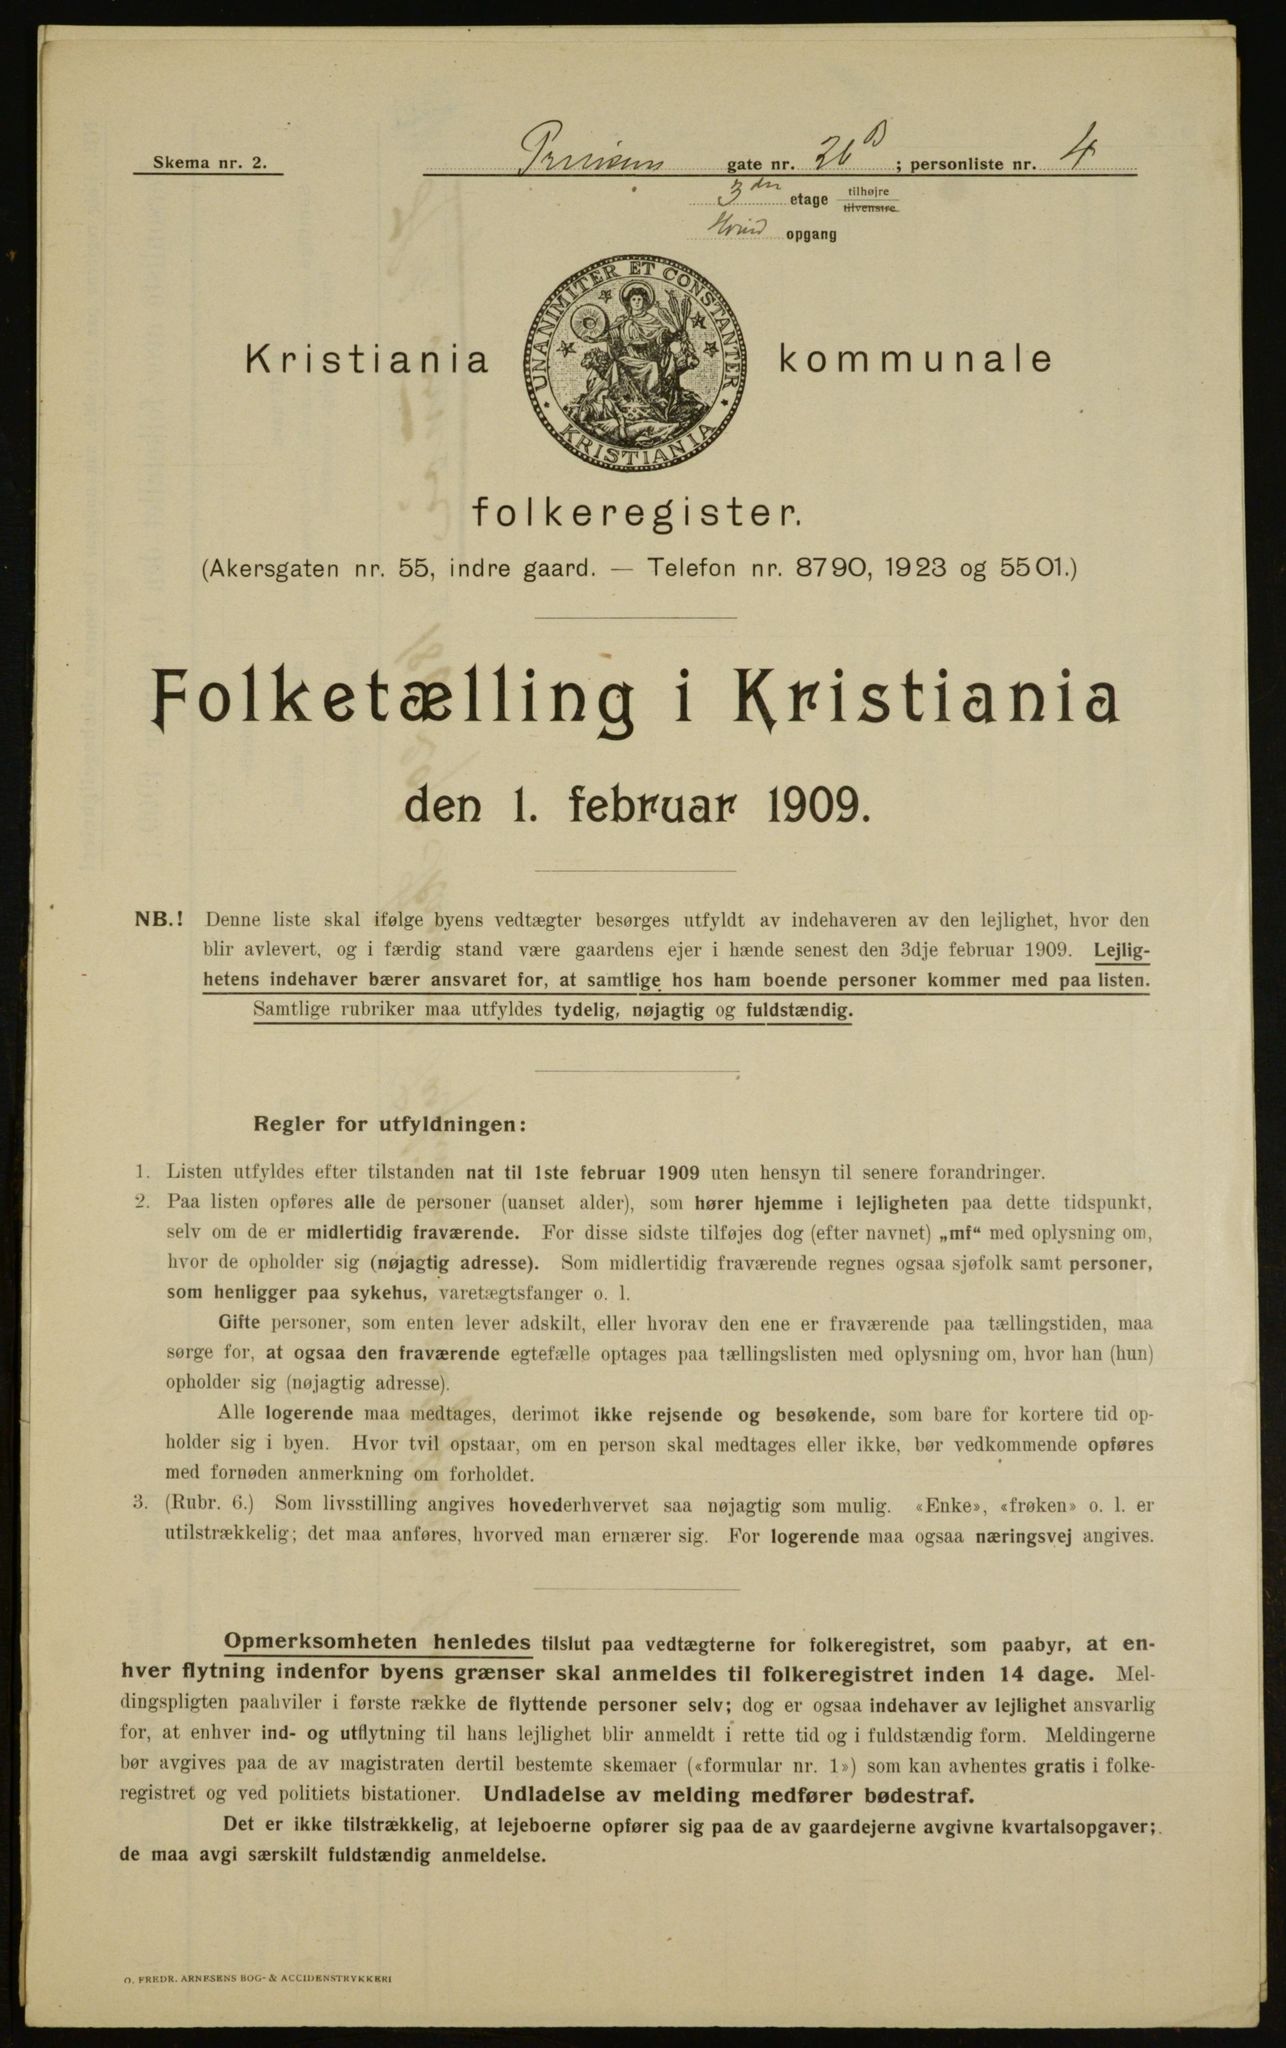 Skema nr. 2.
Prinsens gate nr. 26 B ; personliste nr. 4
3 etage tilhøjre
tilvenstre
opgang
UNANIMITER ET CONSTANTER
KRISTIANIA
Kristiania kommunale
folkeregister.
(Akersgaten nr. 55, indre gaard. — Telefon nr. 8790, 1923 og 5501.)
Folketælling i Kristiania
den 1. februar 1909.
NB.! Denne liste skal ifølge byens vedtægter besørges utfyldt av indehaveren av den lejlighet, hvor den
blir avlevert, og i færdig stand være gaardens ejer i hænde senest den 3dje februar 1909. Lejlig-
hetens indehaver bærer ansvaret for, at samtlige hos ham boende personer kommer med paa listen.
Samtlige rubriker maa utfyldes tydelig, nøjagtig og fuldstændig.
Regler for utfyldningen:
1. Listen utfyldes efter tilstanden nat til 1ste februar 1909 uten hensyn til senere forandringer.
2. Paa listen opføres alle de personer (uanset alder), som hører hjemme i lejligheten paa dette tidspunkt,
selv om de er midlertidig fraværende. For disse sidste tilføjes dog (efter navnet) „mf“ med oplysning om,
hvor de opholder sig (nøjagtig adresse). Som midlertidig fraværende regnes ogsaa sjøfolk samt personer,
som henligger paa sykehus, varetægtsfanger o. l.
Gifte personer, som enten lever adskilt, eller hvorav den ene er fraværende paa tællingstiden, maa
sørge for, at ogsaa den fraværende egtefælle optages paa tællingslisten med oplysning om, hvor han (hun)
opholder sig (nøjagtig adresse).
Alle logerende maa medtages, derimot ikke rejsende og besøkende, som bare for kortere tid op-
holder sig i byen. Hvor tvil opstaar, om en person skal medtages eller ikke, bør vedkommende opføres
med fornøden anmerkning om forholdet.
3. (Rubr. 6.) Som livsstilling angives hovederhvervet saa nøjagtig som mulig. «Enke», «frøken» o. l. er
utilstrækkelig; det maa anføres, hvorved man ernærer sig. For logerende maa ogsaa næringsvej angives.
Opmerksomheten henledes tilslut paa vedtægterne for folkeregistret, som paabyr, at en-
hver flytning indenfor byens grænser skal anmeldes til folkeregistret inden 14 dage. Mel-
dingspligten paahviler i første række de flyttende personer selv; dog er ogsaa indehaver av lejlighet ansvarlig
for, at enhver ind- og utflytning til hans lejlighet blir anmeldt i rette tid og i fuldstændig form. Meldingerne
bør avgives paa de av magistraten dertil bestemte skemaer («formular nr. 1») som kan avhentes gratis i folke-
registret og ved politiets bistationer. Undladelse av melding medfører bødestraf.
Det er ikke tilstrækkelig, at lejeboerne opfører sig paa de av gaardejerne avgivne kvartalsopgaver;
de maa avgi særskilt fuldstændig anmeldelse.
O. FREDR. ARNESENS BOG- & ACCIDENSTRYKKERI